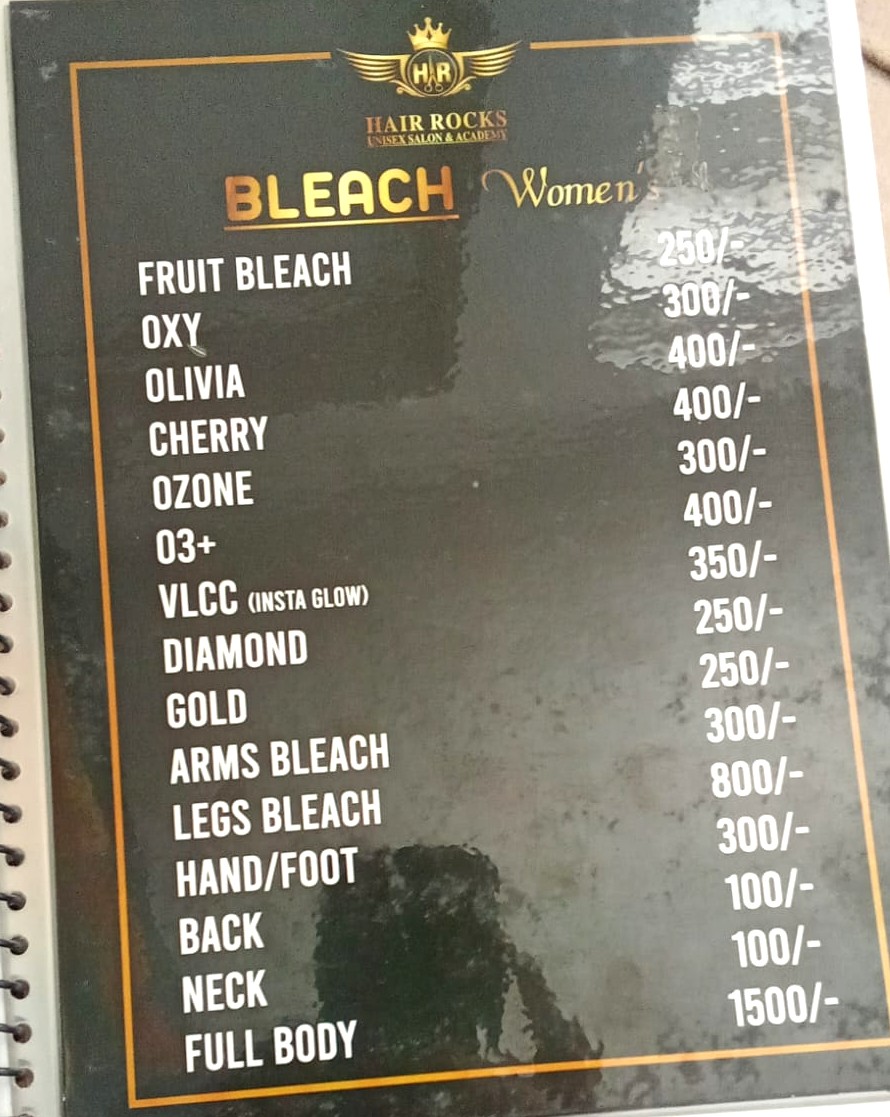 HR
HAIR ROCKS
UNISEX SALON & ACADEMY
BLEACH Women's
FRUIT BLEACH 250/-
OXY 300/-
OLIVIA 400/-
CHERRY 400/-
OZONE 300/-
O3+ 400/-
VLCC (INSTA GLOW) 350/-
DIAMOND 250/-
GOLD 250/-
ARMS BLEACH 300/-
LEGS BLEACH 800/-
HAND/FOOT 300/-
BACK 100/-
NECK 100/-
FULL BODY 1500/-